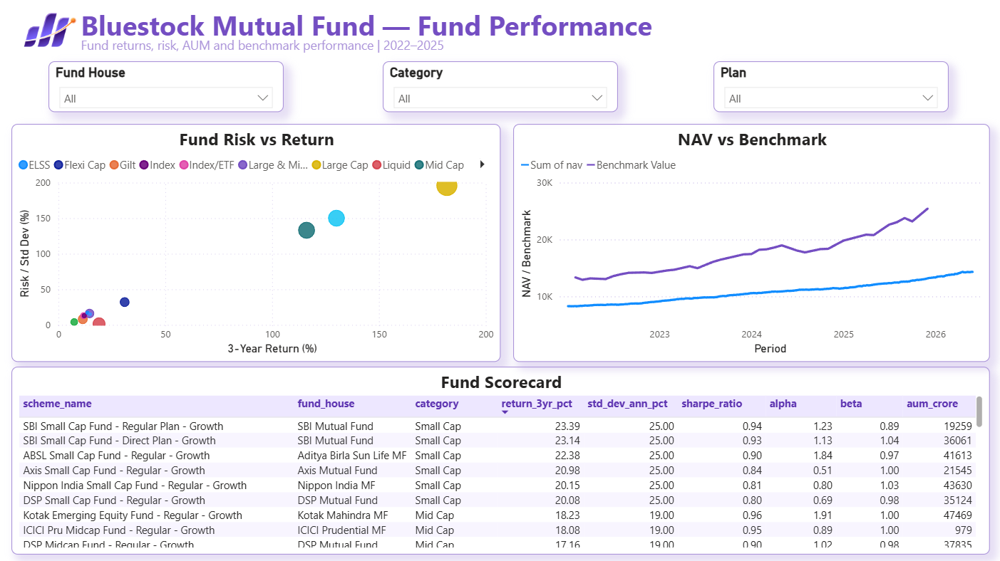 Bluestock Mutual Fund — Fund Performance
Fund returns, risk, AUM and benchmark performance | 2022–2025
Fund House
Category
Plan
All
All
All
Fund Risk vs Return
ELSS Flexi Cap Gilt Index Index/ETF Large & Mi... Large Cap Liquid Mid Cap
200
150
100
50
0
0 50 100 150 200
Risk / Std Dev (%)
3-Year Return (%)
NAV vs Benchmark
Sum of nav Benchmark Value
30K
20K
10K
2023 2024 2025 2026
NAV / Benchmark
Period
Fund Scorecard
scheme_name fund_house category return_3yr_pct std_dev_ann_pct sharpe_ratio alpha beta aum_crore
SBI Small Cap Fund - Regular Plan - Growth SBI Mutual Fund Small Cap 23.39 25.00 0.94 1.23 0.89 19259
SBI Small Cap Fund - Direct Plan - Growth SBI Mutual Fund Small Cap 23.14 25.00 0.93 1.13 1.04 36061
ABSL Small Cap Fund - Regular - Growth Aditya Birla Sun Life MF Small Cap 22.38 25.00 0.90 1.84 0.97 41613
Axis Small Cap Fund - Regular - Growth Axis Mutual Fund Small Cap 20.98 25.00 0.84 0.51 1.00 21545
Nippon India Small Cap Fund - Regular - Growth Nippon India MF Small Cap 20.15 25.00 0.81 0.80 1.03 43630
DSP Small Cap Fund - Regular - Growth DSP Mutual Fund Small Cap 20.08 25.00 0.80 0.69 0.98 35124
Kotak Emerging Equity Fund - Regular - Growth Kotak Mahindra MF Mid Cap 18.23 19.00 0.96 1.91 1.00 47469
ICICI Pru Midcap Fund - Regular - Growth ICICI Prudential MF Mid Cap 18.08 19.00 0.95 0.89 1.00 979
DSP Midcap Fund - Regular - Growth DSP Mutual Fund Mid Cap 17.16 19.00 0.90 1.02 0.98 37835